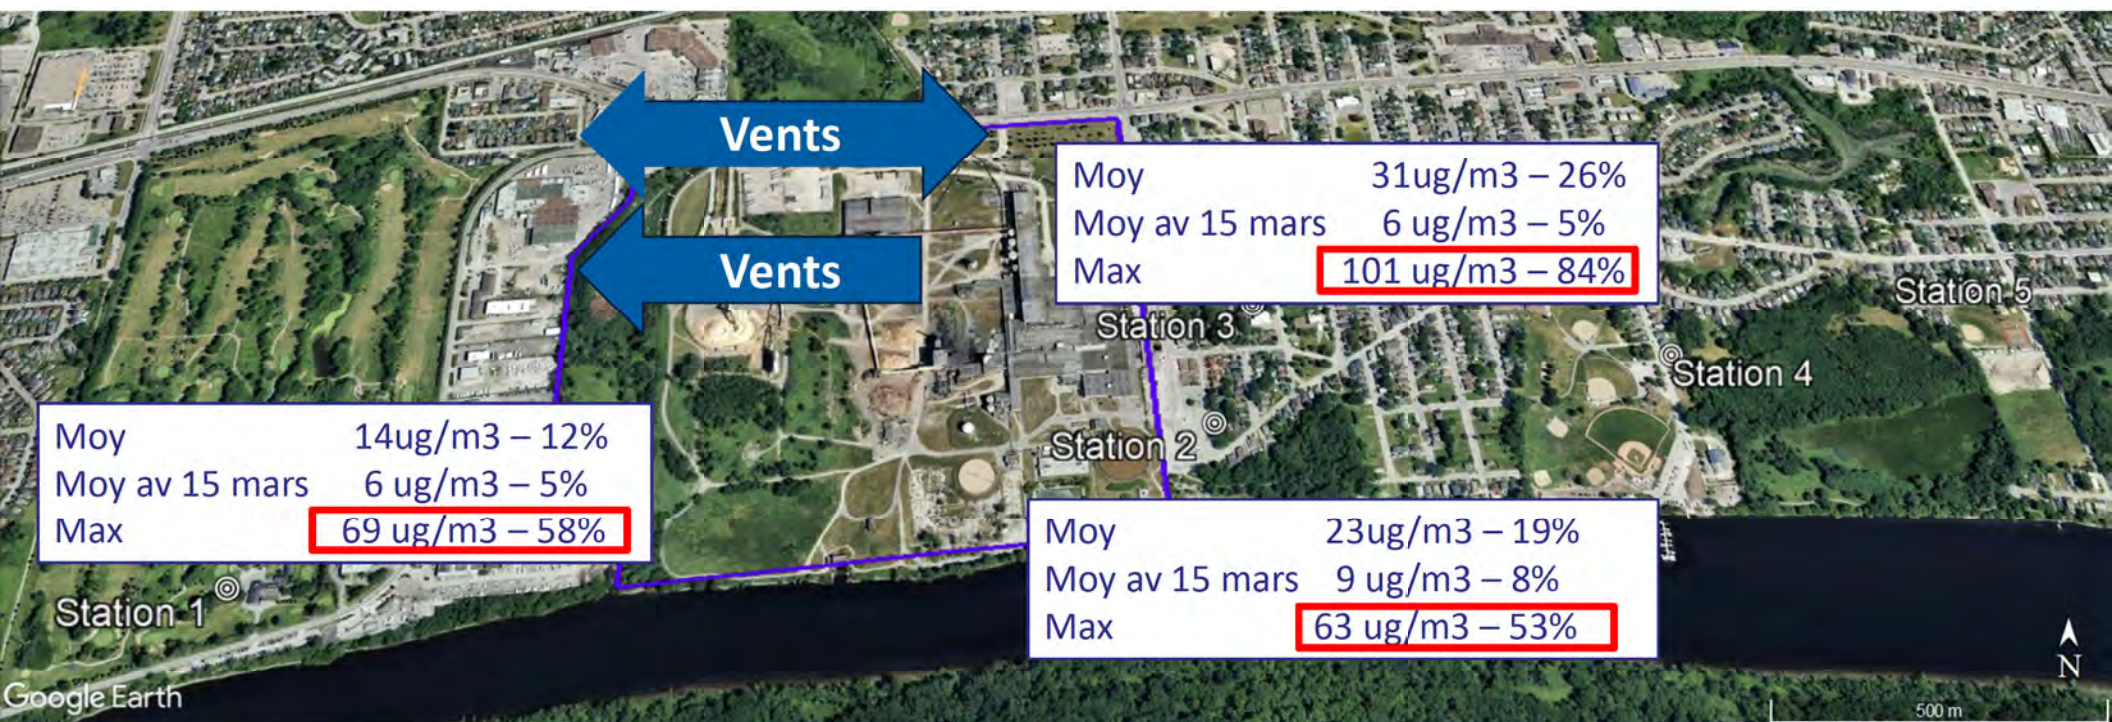 Vents
Moy 31ug/m3 – 26%
Moy av 15 mars 6 ug/m3 – 5%
Max 101 ug/m3 – 84%
Vents
Station 5
Station 3
Station 4
Moy 14ug/m3 – 12%
Moy av 15 mars 6 ug/m3 – 5%
Max 69 ug/m3 – 58%
Station 2
Moy 23ug/m3 – 19%
Moy av 15 mars 9 ug/m3 – 8%
Max 63 ug/m3 – 53%
Station 1
N
Google Earth
500 m